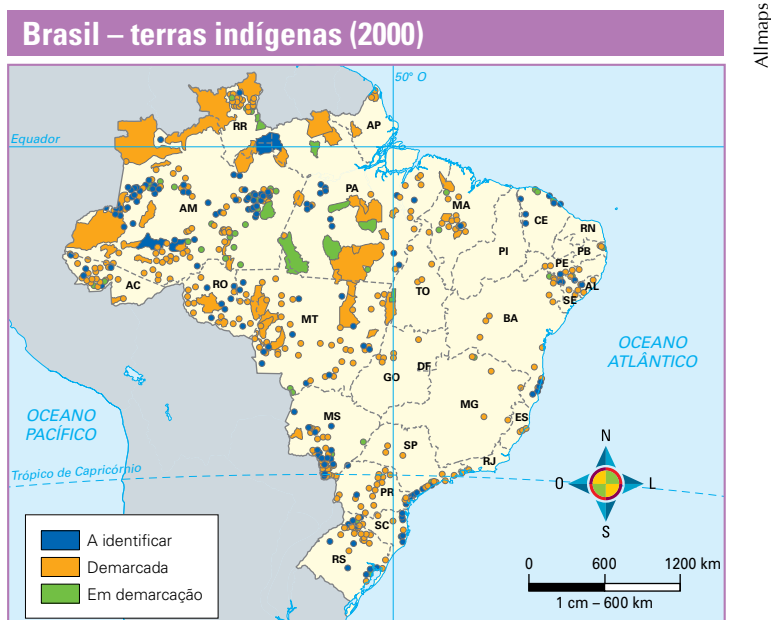 Brasil – terras indígenas (2000)
Allmaps
50° O
Equador
RR
AP
AM
PA
MA
CE
RN
PB
PE
AL
SE
PI
AC
RO
TO
BA
MT
DF
GO
MG
ES
MS
SP
RJ
PR
SC
RS
OCEANO
ATLÂNTICO
OCEANO
PACÍFICO
Trópico de Capricórnio
N
O
L
S
A identificar
Demarcada
Em demarcação
0 600 1200 km
1 cm – 600 km